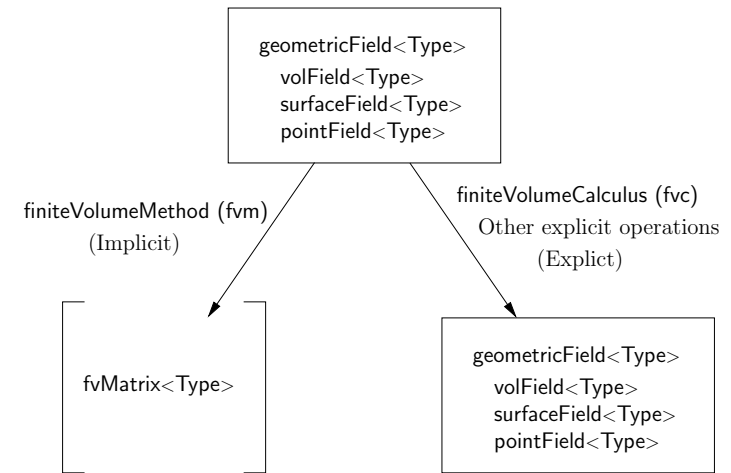 geometricField<Type>
volField<Type>
surfaceField<Type>
pointField<Type>
finiteVolumeMethod (fvm)
(Implicit)
finiteVolumeCalculus (fvc)
Other explicit operations
(Explict)
fvMatrix<Type>
geometricField<Type>
volField<Type>
surfaceField<Type>
pointField<Type>